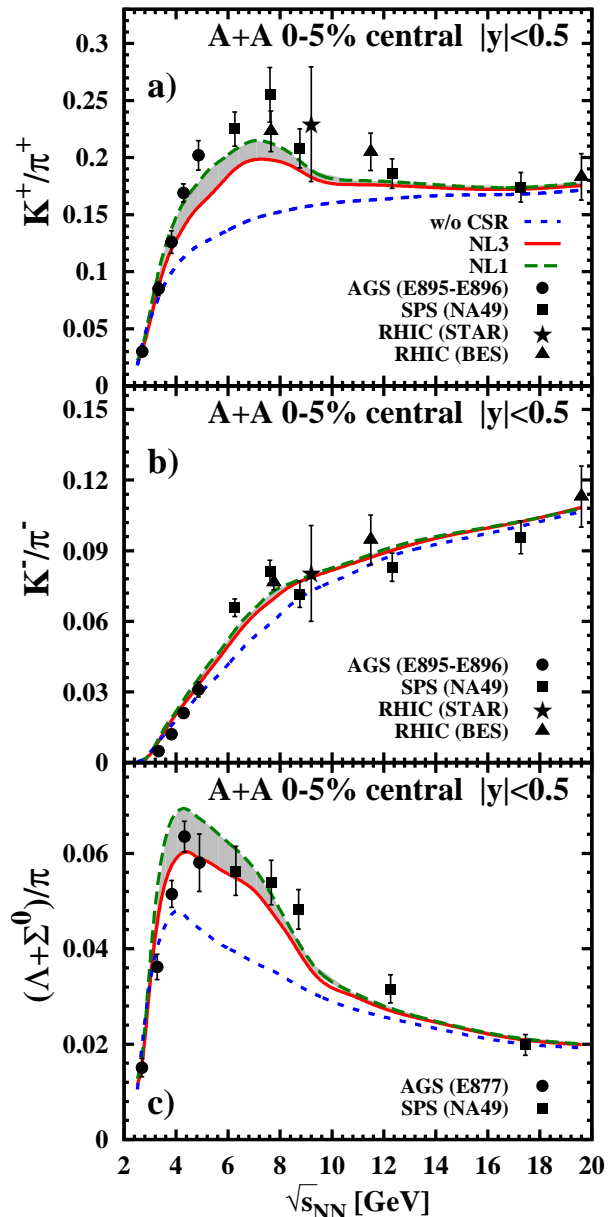 A+A 0-5% central |y|<0.5
a)
K⁺/π⁺
0.3
0.25
0.2
0.15
0.1
0.05
0
w/o CSR
NL3
NL1
AGS (E895-E896)
SPS (NA49)
RHIC (STAR)
RHIC (BES)
A+A 0-5% central |y|<0.5
b)
K⁻/π⁻
0.15
0.12
0.09
0.06
0.03
0
AGS (E895-E896)
SPS (NA49)
RHIC (STAR)
RHIC (BES)
A+A 0-5% central |y|<0.5
(Λ+Σ⁰)/π
0.06
0.04
0.02
0
c)
AGS (E877)
SPS (NA49)
2 4 6 8 10 12 14 16 18 20
√sNN [GeV]